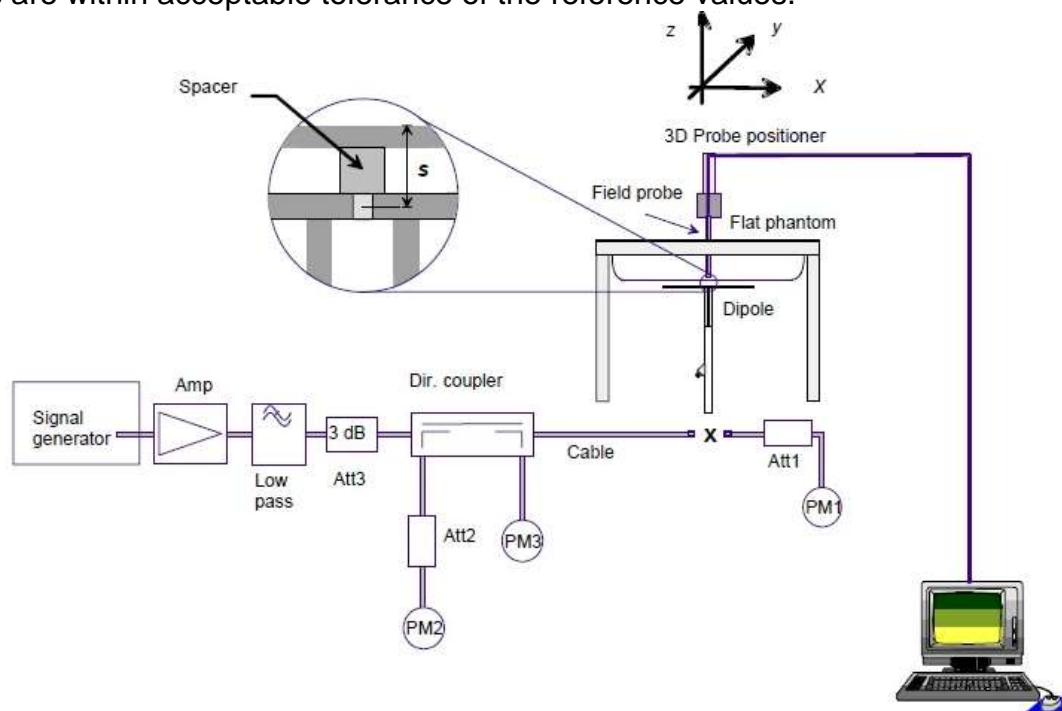 are within acceptable tolerance of the reference values.
z
y
X
Spacer
s
3D Probe positioner
Field probe
Flat phantom
Dipole
Signal
generator
Amp
Low
pass
3 dB
Att3
Dir. coupler
Cable
x
Att1
PM1
Att2
PM3
PM2